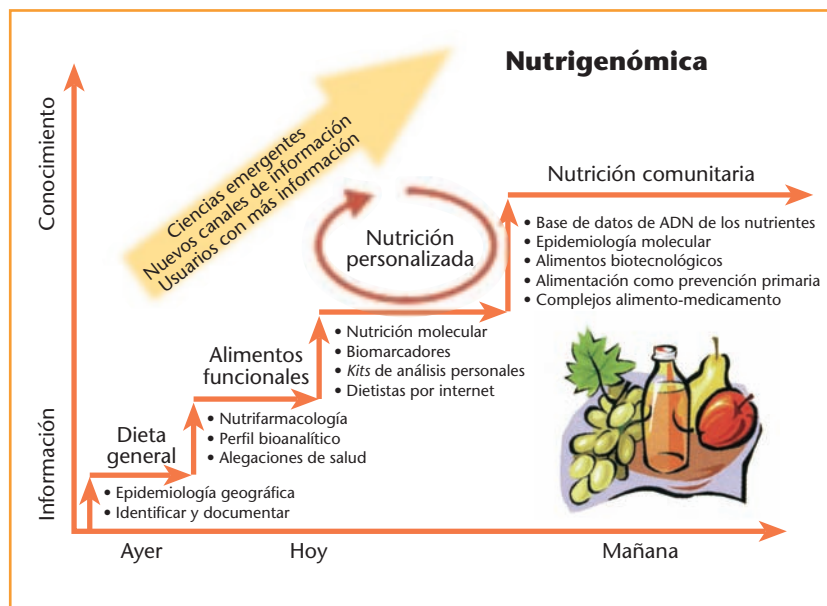 Nutrigenómica
Conocimiento
Información
Ciencias emergentes
Nuevos canales de información
Usuarios con más información
Nutrición comunitaria
• Base de datos de ADN de los nutrientes
• Epidemiología molecular
• Alimentos biotecnológicos
• Alimentación como prevención primaria
• Complejos alimento-medicamento
Nutrición
personalizada
• Nutrición molecular
• Biomarcadores
• Kits de análisis personales
• Dietistas por internet
Alimentos
funcionales
• Nutrifarmacología
• Perfil bioanalítico
• Alegaciones de salud
Dieta
general
• Epidemiología geográfica
• Identificar y documentar
Ayer
Hoy
Mañana